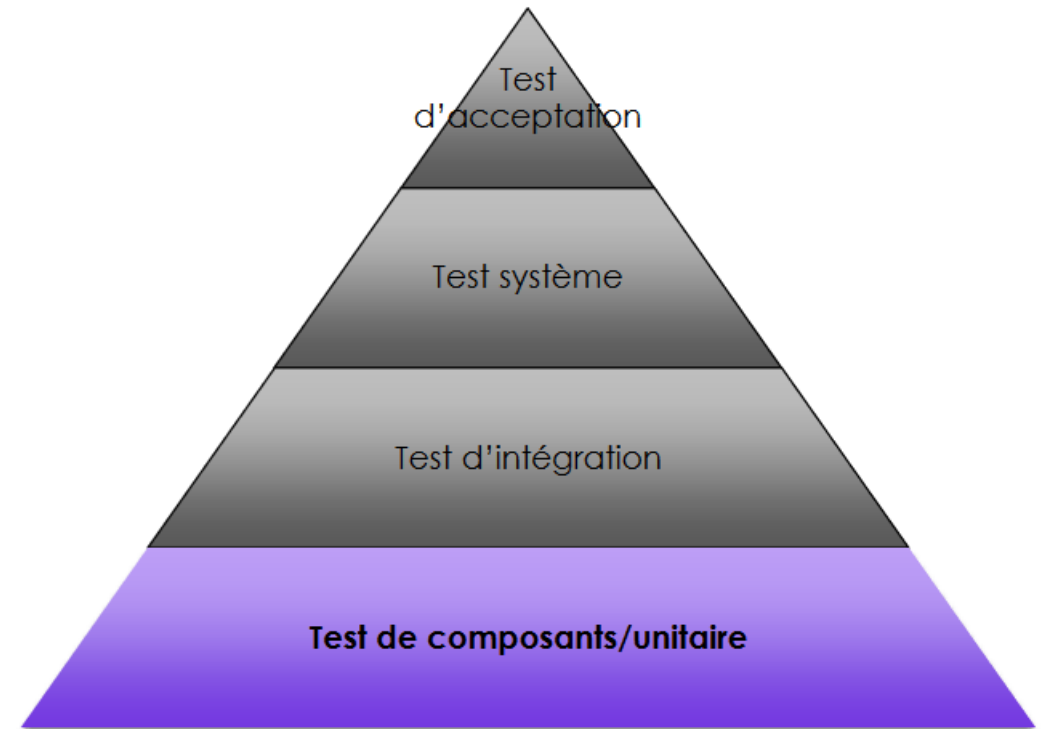 Test
d’acceptation
Test système
Test d’intégration
Test de composants/unitaire